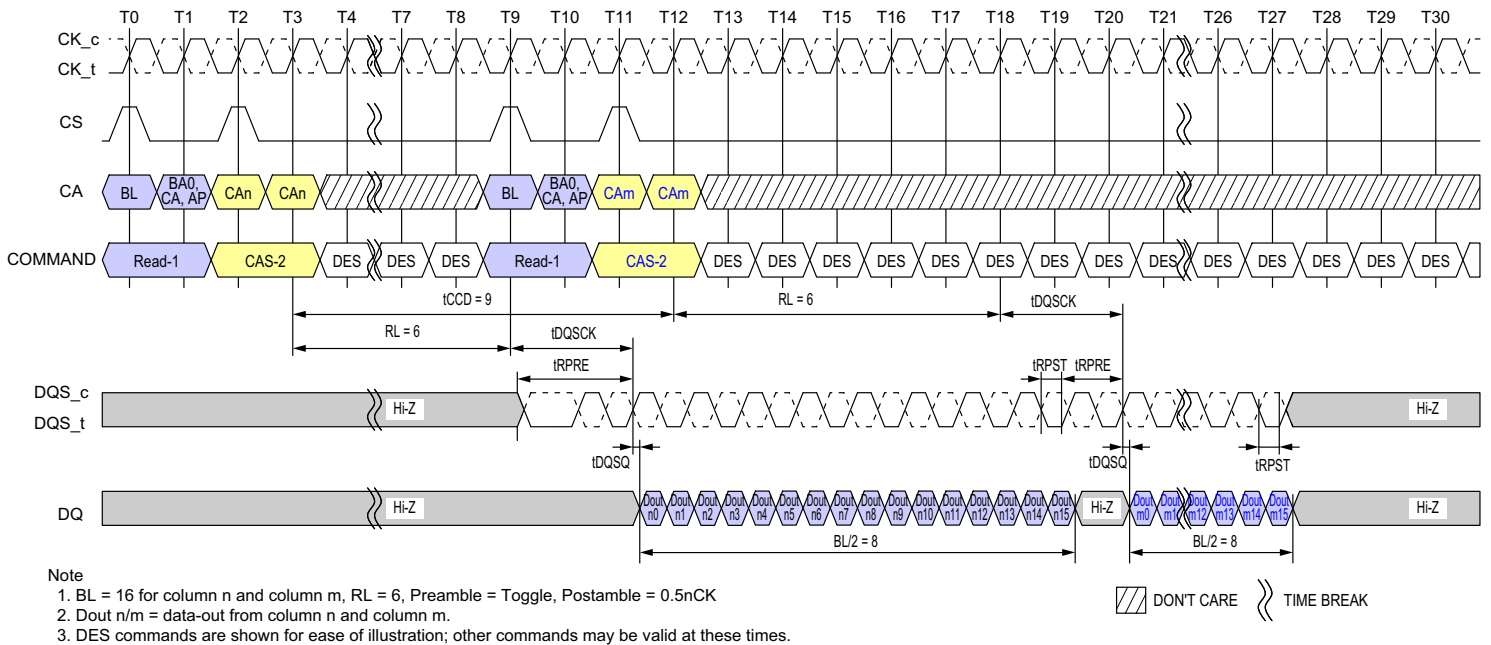 T0 T1 T2 T3 T4 T7 T8 T9 T10 T11 T12 T13 T14 T15 T16 T17 T18 T19 T20 T21 T26 T27 T28 T29 T30
CK_c
CK_t
CS
CA BL BA0, CA, AP CAn CAn BL BA0, CA, AP CAm CAm
COMMAND Read-1 CAS-2 DES DES DES Read-1 CAS-2 DES DES DES DES DES DES DES DES DES DES DES DES DES DES
tCCD = 9 RL = 6 tDQSCK
RL = 6 tDQSCK
tRPRE tRPST tRPRE
DQS_c
DQS_t
Hi-Z Hi-Z
tDQSQ tDQSQ tRPST
DQ Hi-Z Dout n0 Dout n1 Dout n2 Dout n3 Dout n4 Dout n5 Dout n6 Dout n7 Dout n8 Dout n9 Dout n10 Dout n11 Dout n12 Dout n13 Dout n14 Dout n15 Hi-Z Dout m0 Dout m1 Dout m12 Dout m13 Dout m14 Dout m15 Hi-Z
BL/2 = 8 BL/2 = 8
Note
1. BL = 16 for column n and column m, RL = 6, Preamble = Toggle, Postamble = 0.5nCK
2. Dout n/m = data-out from column n and column m.
3. DES commands are shown for ease of illustration; other commands may be valid at these times.
DON'T CARE TIME BREAK